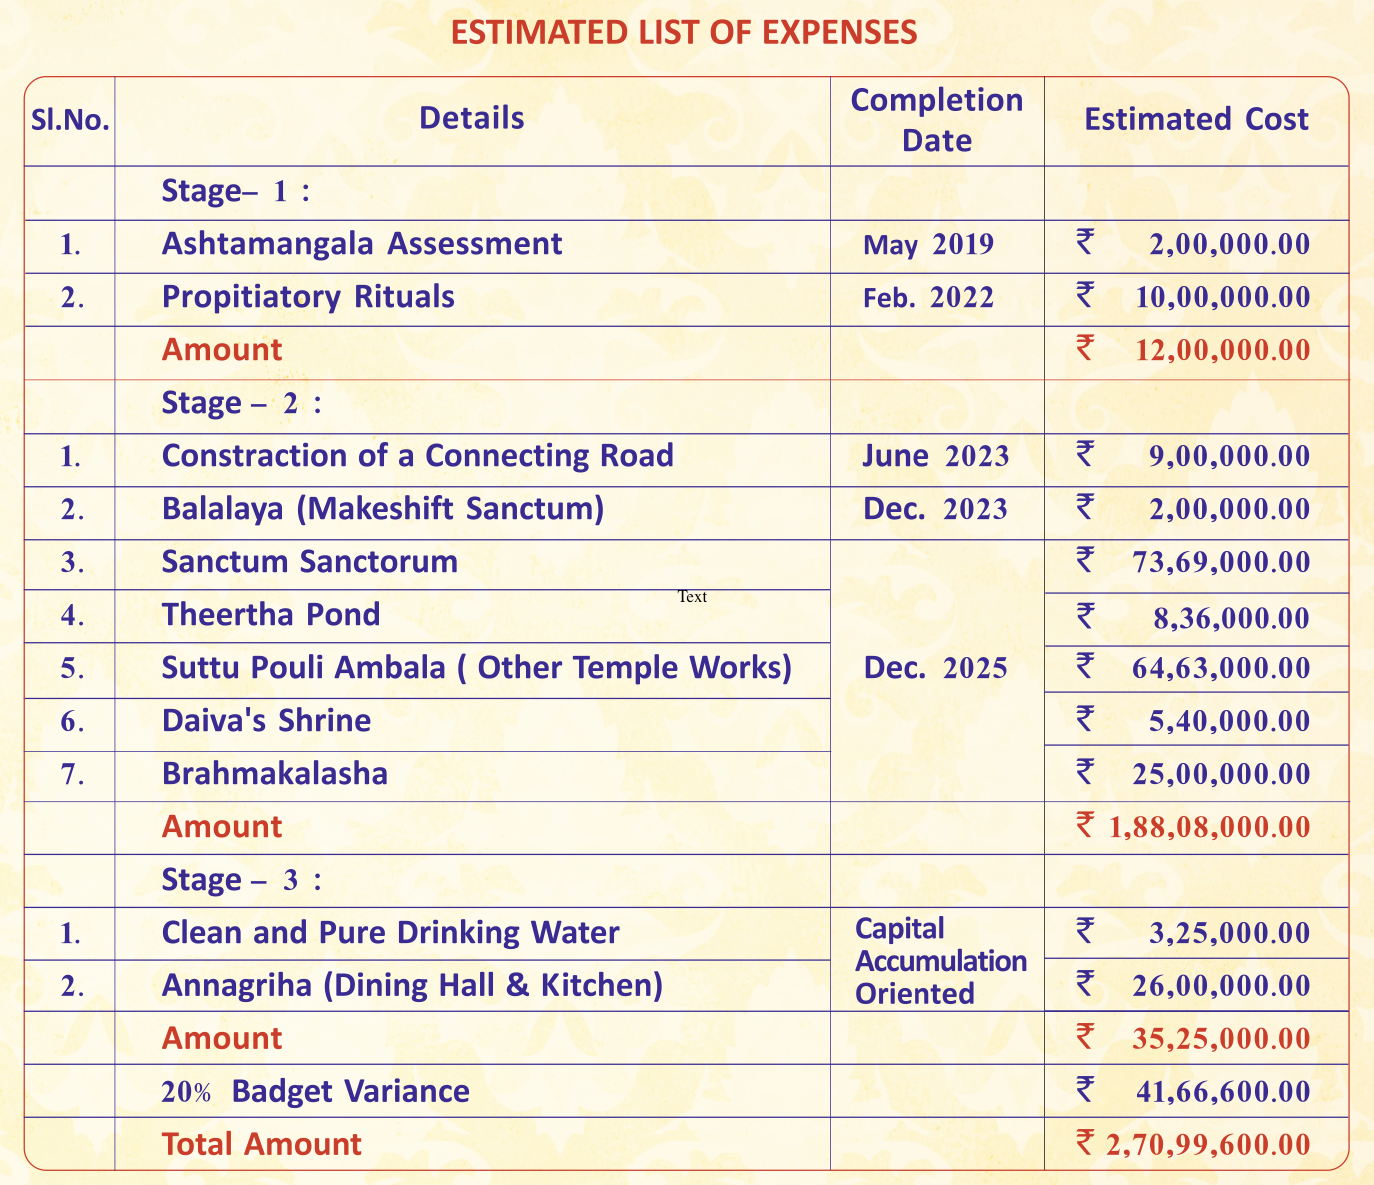 ESTIMATED LIST OF EXPENSES
Sl.No. Details Completion Date Estimated Cost
Stage– 1 :
1. Ashtamangala Assessment May 2019 ₹ 2,00,000.00
2. Propitiatory Rituals Feb. 2022 ₹ 10,00,000.00
Amount ₹ 12,00,000.00
Stage – 2 :
1. Constraction of a Connecting Road June 2023 ₹ 9,00,000.00
2. Balalaya (Makeshift Sanctum) Dec. 2023 ₹ 2,00,000.00
3. Sanctum Sanctorum ₹ 73,69,000.00
Text
4. Theertha Pond ₹ 8,36,000.00
5. Suttu Pouli Ambala ( Other Temple Works) Dec. 2025 ₹ 64,63,000.00
6. Daiva's Shrine ₹ 5,40,000.00
7. Brahmakalasha ₹ 25,00,000.00
Amount ₹ 1,88,08,000.00
Stage – 3 :
1. Clean and Pure Drinking Water Capital Accumulation Oriented ₹ 3,25,000.00
2. Annagriha (Dining Hall & Kitchen) ₹ 26,00,000.00
Amount ₹ 35,25,000.00
20% Badget Variance ₹ 41,66,600.00
Total Amount ₹ 2,70,99,600.00